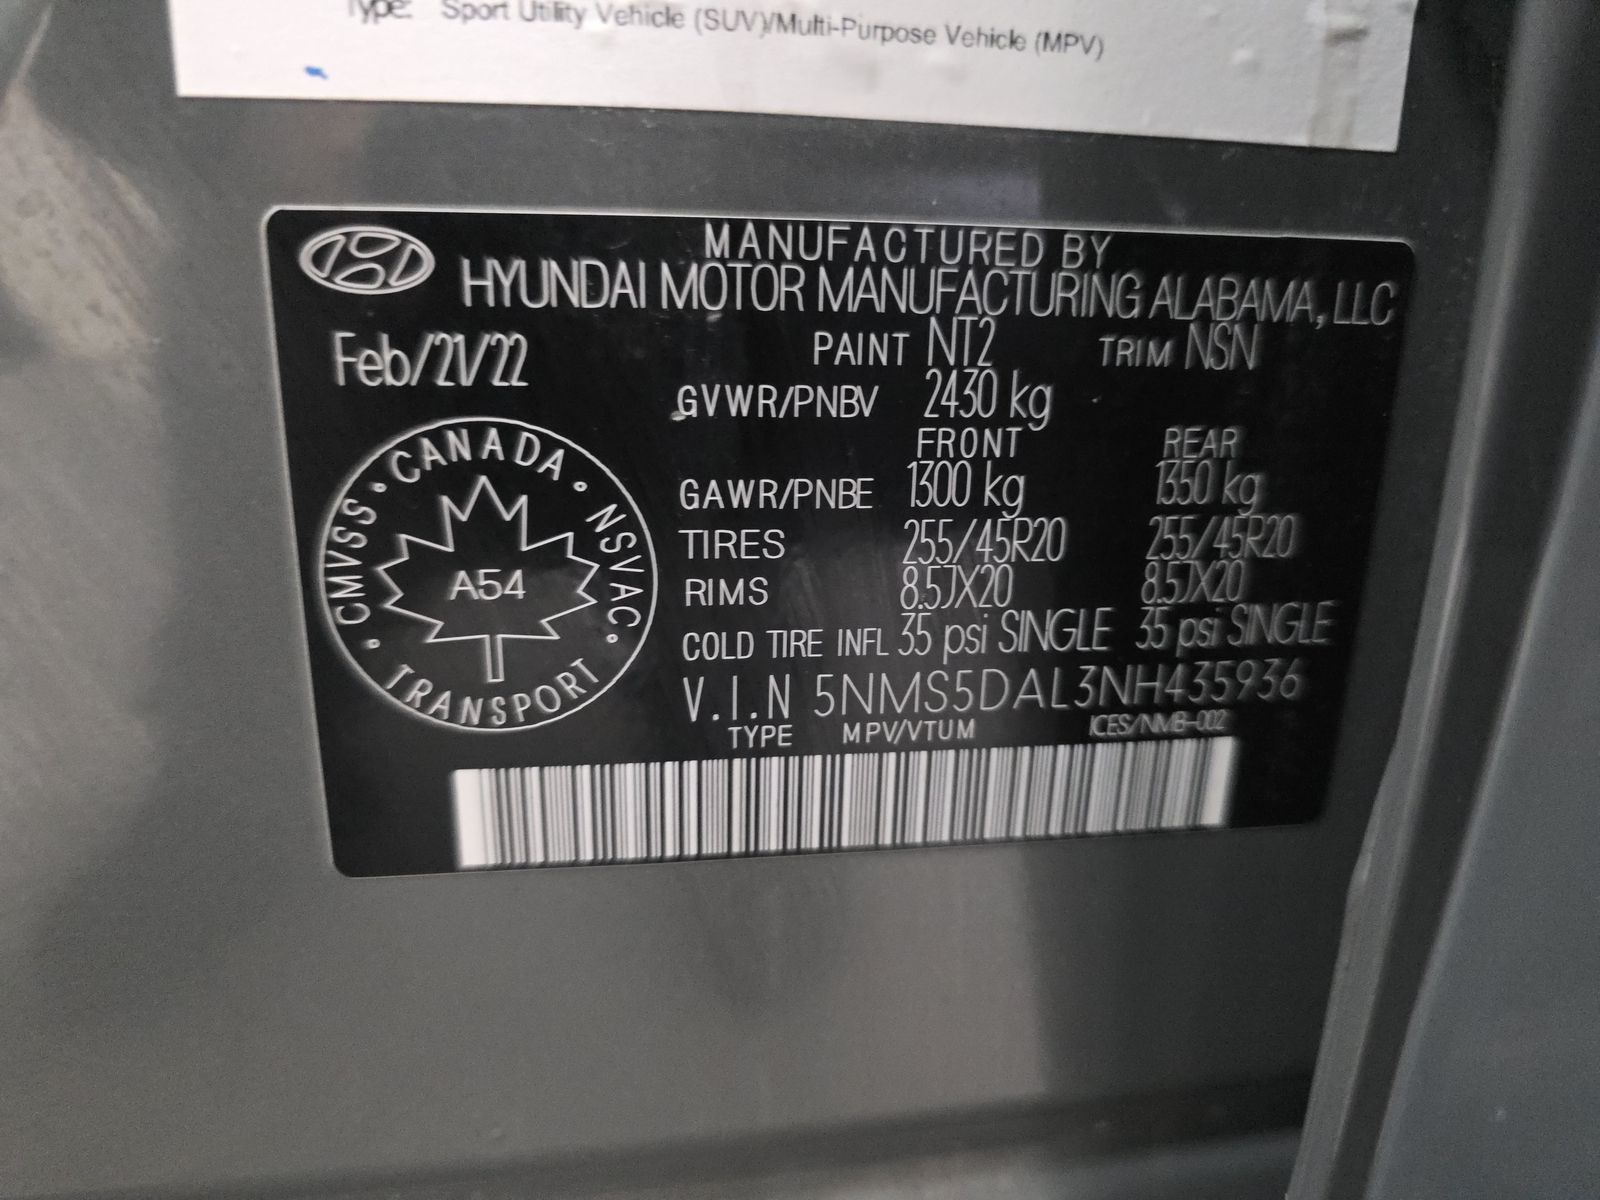 Type: Sport Utility Vehicle (SUV)/Multi-Purpose Vehicle (MPV)
MANUFACTURED BY
HYUNDAI MOTOR MANUFACTURING ALABAMA, LLC
Feb/21/22 PAINT NT2 TRIM NSN
GVWR/PNBV 2430 kg
FRONT REAR
GAWR/PNBE 1300 kg 1350 kg
TIRES 255/45R20 255/45R20
RIMS 8.5JX20 8.5JX20
COLD TIRE INFL 35 psi SINGLE 35 psi SINGLE
V.I.N 5NMS5DAL3NH435936
TYPE MPV/VTUM ICES/NMB-002
CMVSS • CANADA • NSVAC • TRANSPORT •
A54